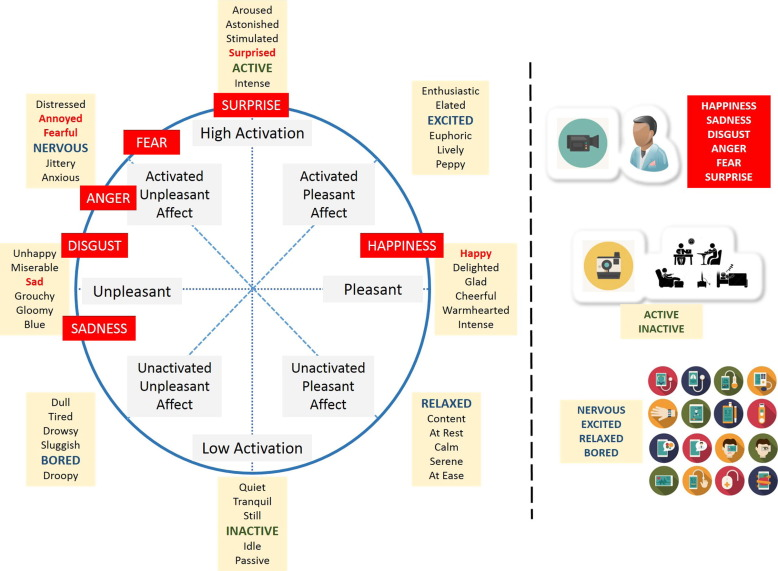 Aroused
Astonished
Stimulated
Surprised
ACTIVE
Intense
SURPRISE
High Activation
Distressed
Annoyed
Fearful
NERVOUS
Jittery
Anxious
FEAR
ANGER
DISGUST
Activated
Unpleasant
Affect
Activated
Pleasant
Affect
Enthusiastic
Elated
EXCITED
Euphoric
Lively
Peppy
HAPPINESS
Unhappy
Miserable
Sad
Grouchy
Gloomy
Blue
Unpleasant
SADNESS
Pleasant
Happy
Delighted
Glad
Cheerful
Warmhearted
Intense
Unactivated
Unpleasant
Affect
Unactivated
Pleasant
Affect
Dull
Tired
Drowsy
Sluggish
BORED
Droopy
Low Activation
RELAXED
Content
At Rest
Calm
Serene
At Ease
Quiet
Tranquil
Still
INACTIVE
Idle
Passive
HAPPINESS
SADNESS
DISGUST
ANGER
FEAR
SURPRISE
ACTIVE
INACTIVE
NERVOUS
EXCITED
RELAXED
BORED